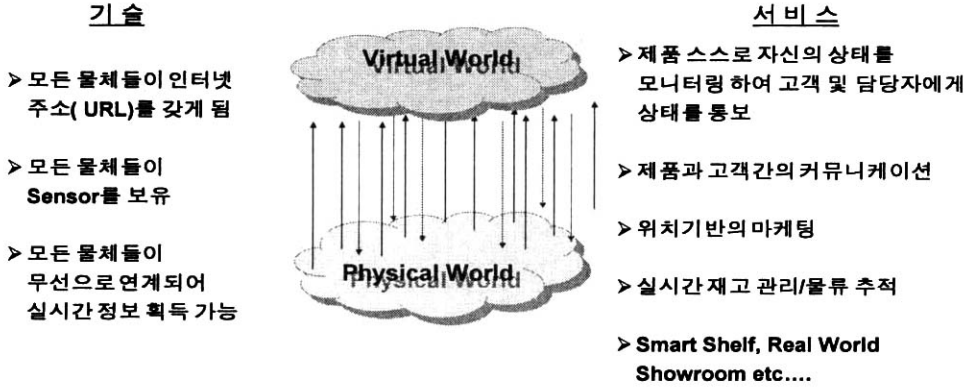 기 술
➢ 모든 물체들이 인터넷
주소( URL)를 갖게 됨
➢ 모든 물체들이
Sensor를 보유
➢ 모든 물체들이
무선으로 연계되어
실시간 정보 획득 가능
Virtual World
Physical World
서 비 스
➢ 제품 스스로 자신의 상태를
모니터링 하여 고객 및 담당자에게
상태를 통보
➢ 제품과 고객간의 커뮤니케이션
➢ 위치기반의 마케팅
➢ 실시간 재고 관리/물류 추적
➢ Smart Shelf, Real World
Showroom etc....